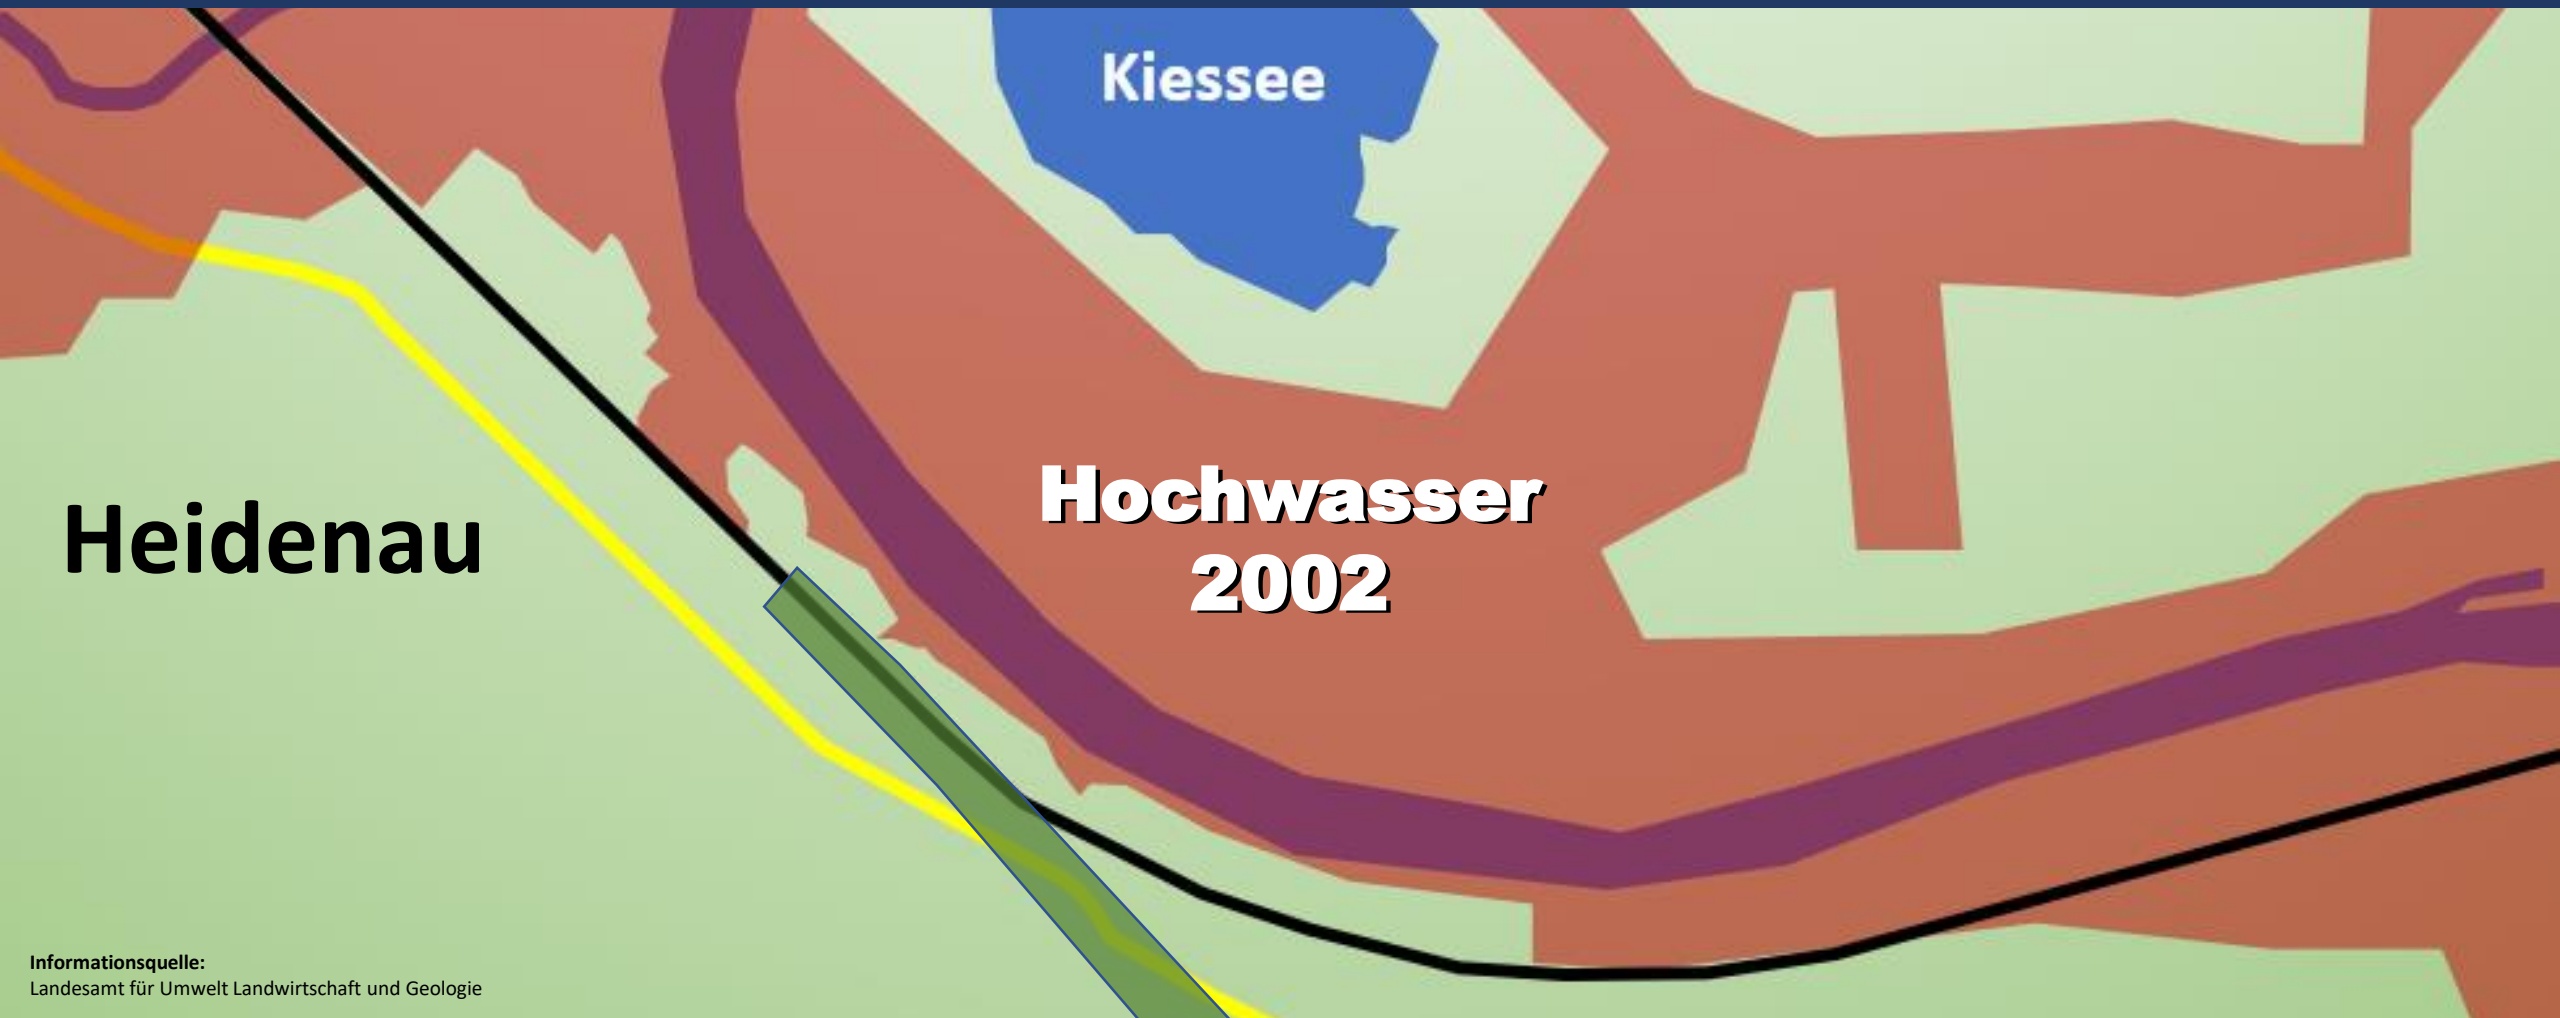 Kiessee
Hochwasser
2002
Heidenau
Informationsquelle:
Landesamt für Umwelt Landwirtschaft und Geologie